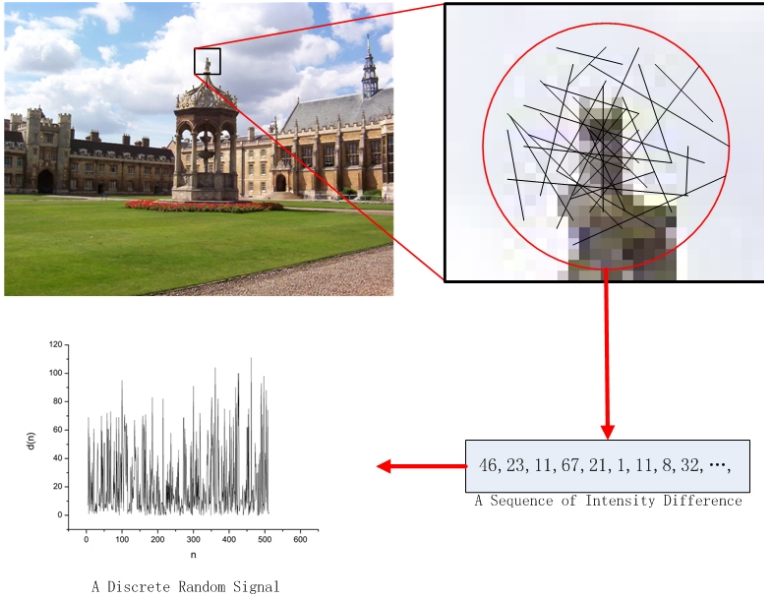 46, 23, 11, 67, 21, 1, 11, 8, 32, ···,
A Sequence of Intensity Difference
120
100
80
60
40
20
0
d(n)
0 100 200 300 400 500 600
n
A Discrete Random Signal